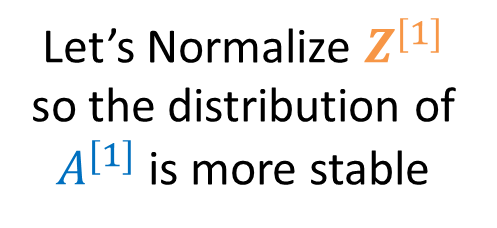 Let’s Normalize Z^[1]
so the distribution of
A^[1] is more stable